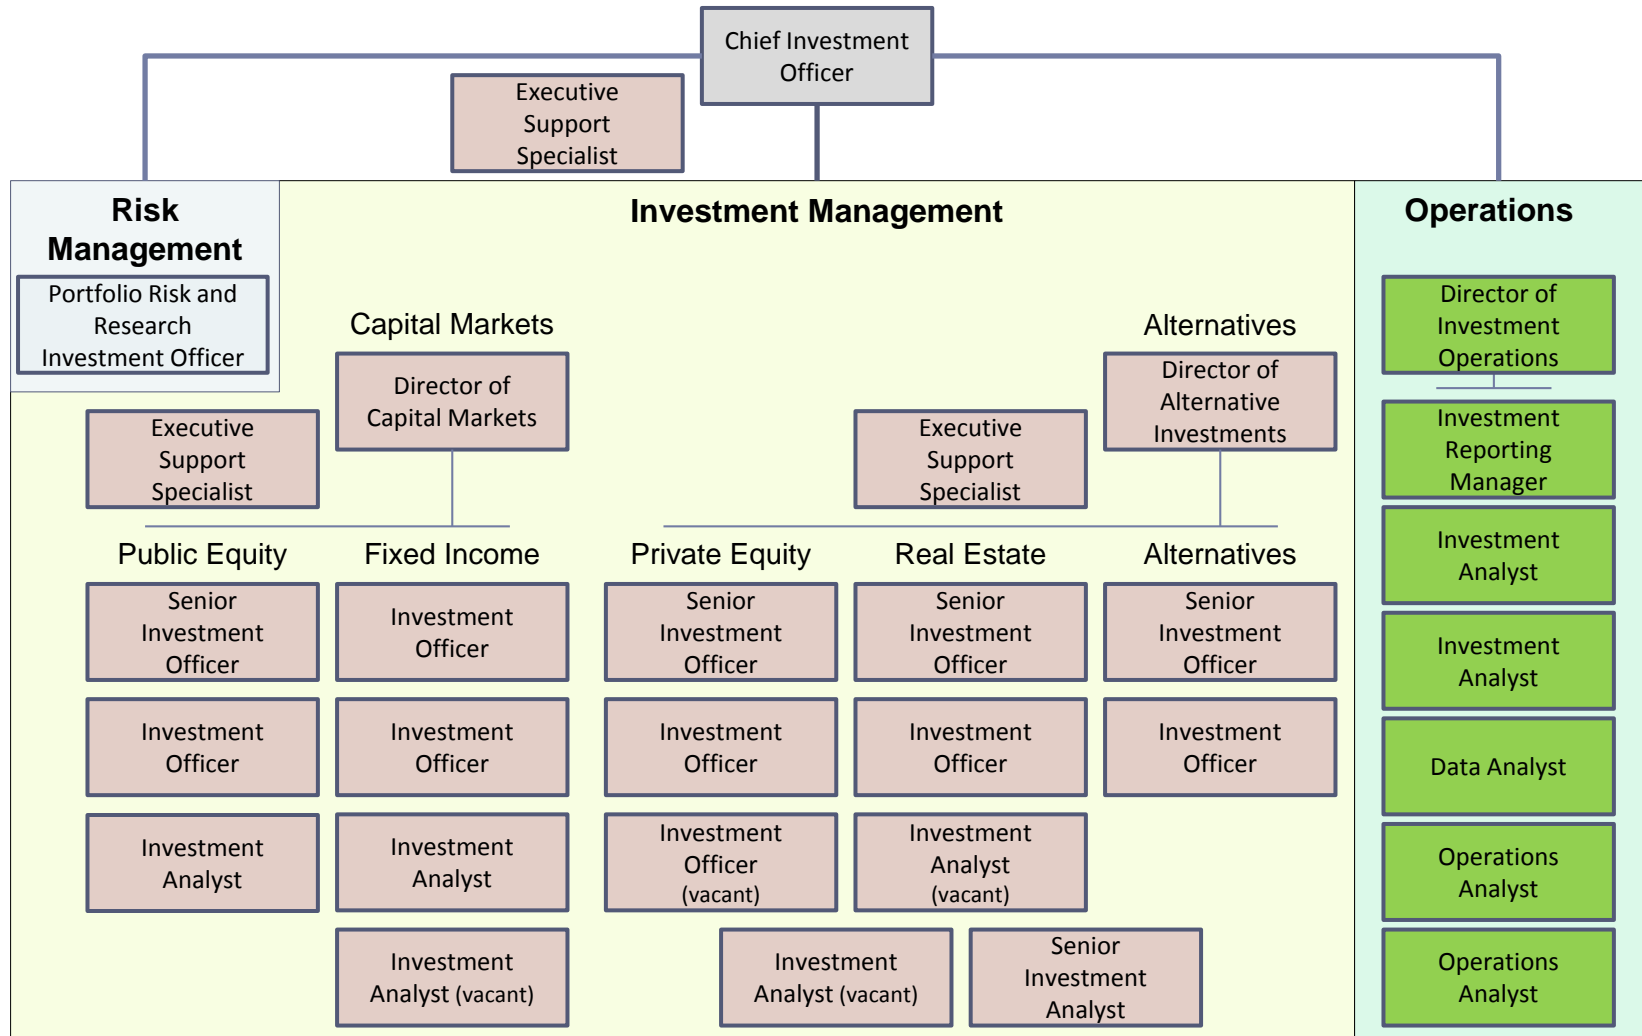 Chief Investment
Officer
Executive
Support
Specialist
Risk
Management
Portfolio Risk and
Research
Investment Officer
Investment Management
Capital Markets
Director of
Capital Markets
Executive
Support
Specialist
Public Equity
Senior
Investment
Officer
Investment
Officer
Investment
Analyst
Fixed Income
Investment
Officer
Investment
Officer
Investment
Analyst
Investment
Analyst (vacant)
Alternatives
Director of
Alternative
Investments
Executive
Support
Specialist
Private Equity
Senior
Investment
Officer
Investment
Officer
Investment
Officer
(vacant)
Real Estate
Senior
Investment
Officer
Investment
Officer
Investment
Analyst
(vacant)
Alternatives
Senior
Investment
Officer
Investment
Officer
Investment
Analyst (vacant)
Senior
Investment
Analyst
Operations
Director of
Investment
Operations
Investment
Reporting
Manager
Investment
Analyst
Investment
Analyst
Data Analyst
Operations
Analyst
Operations
Analyst